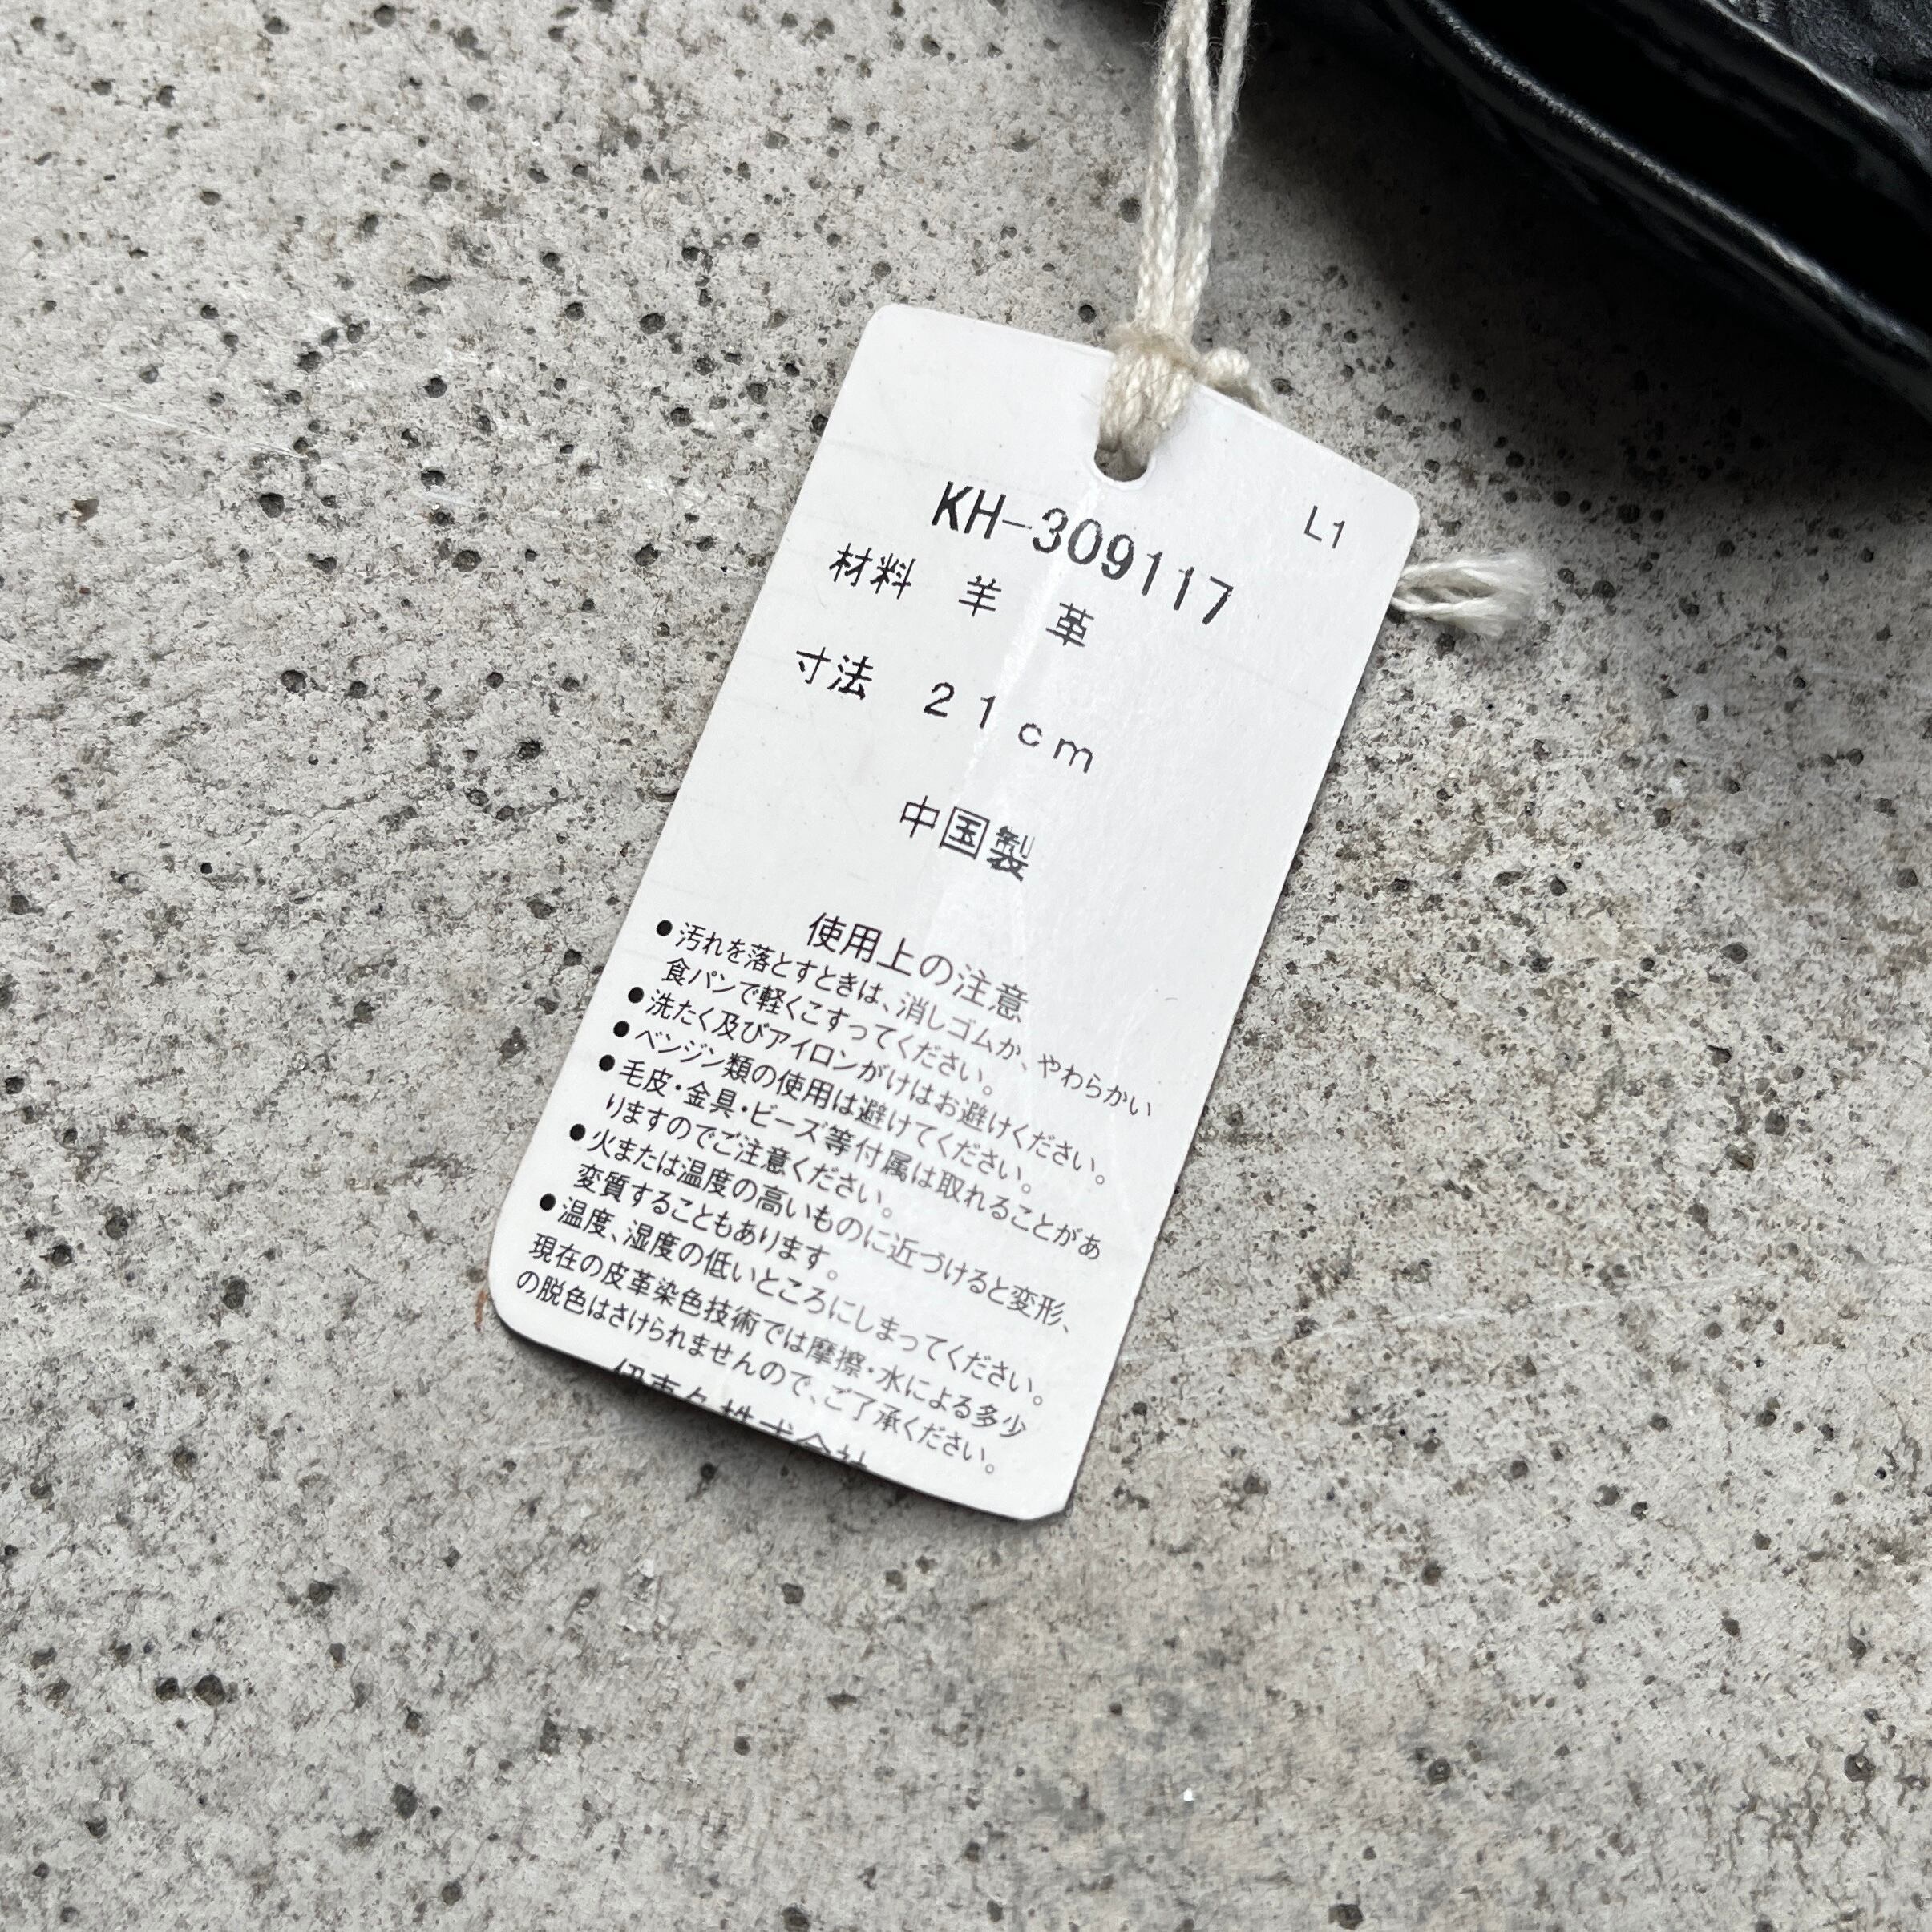 L1
KH-309117
材料 羊 革
寸法 21cm
中国製
使用上の注意
●汚れを落とすときは、消しゴムか、やわらかい
食パンで軽くこすってください。
●洗たく及びアイロンがけはお避けください。
●ベンジン類の使用は避けてください。
●毛皮・金具・ビーズ等付属は取れることがあ
りますのでご注意ください。
●火または温度の高いものに近づけると変形、
変質することもあります。
●温度、湿度の低いところにしまってください。
現在の皮革染色技術では摩擦・水による多少
の脱色はさけられませんので、ご了承ください。
株式会社